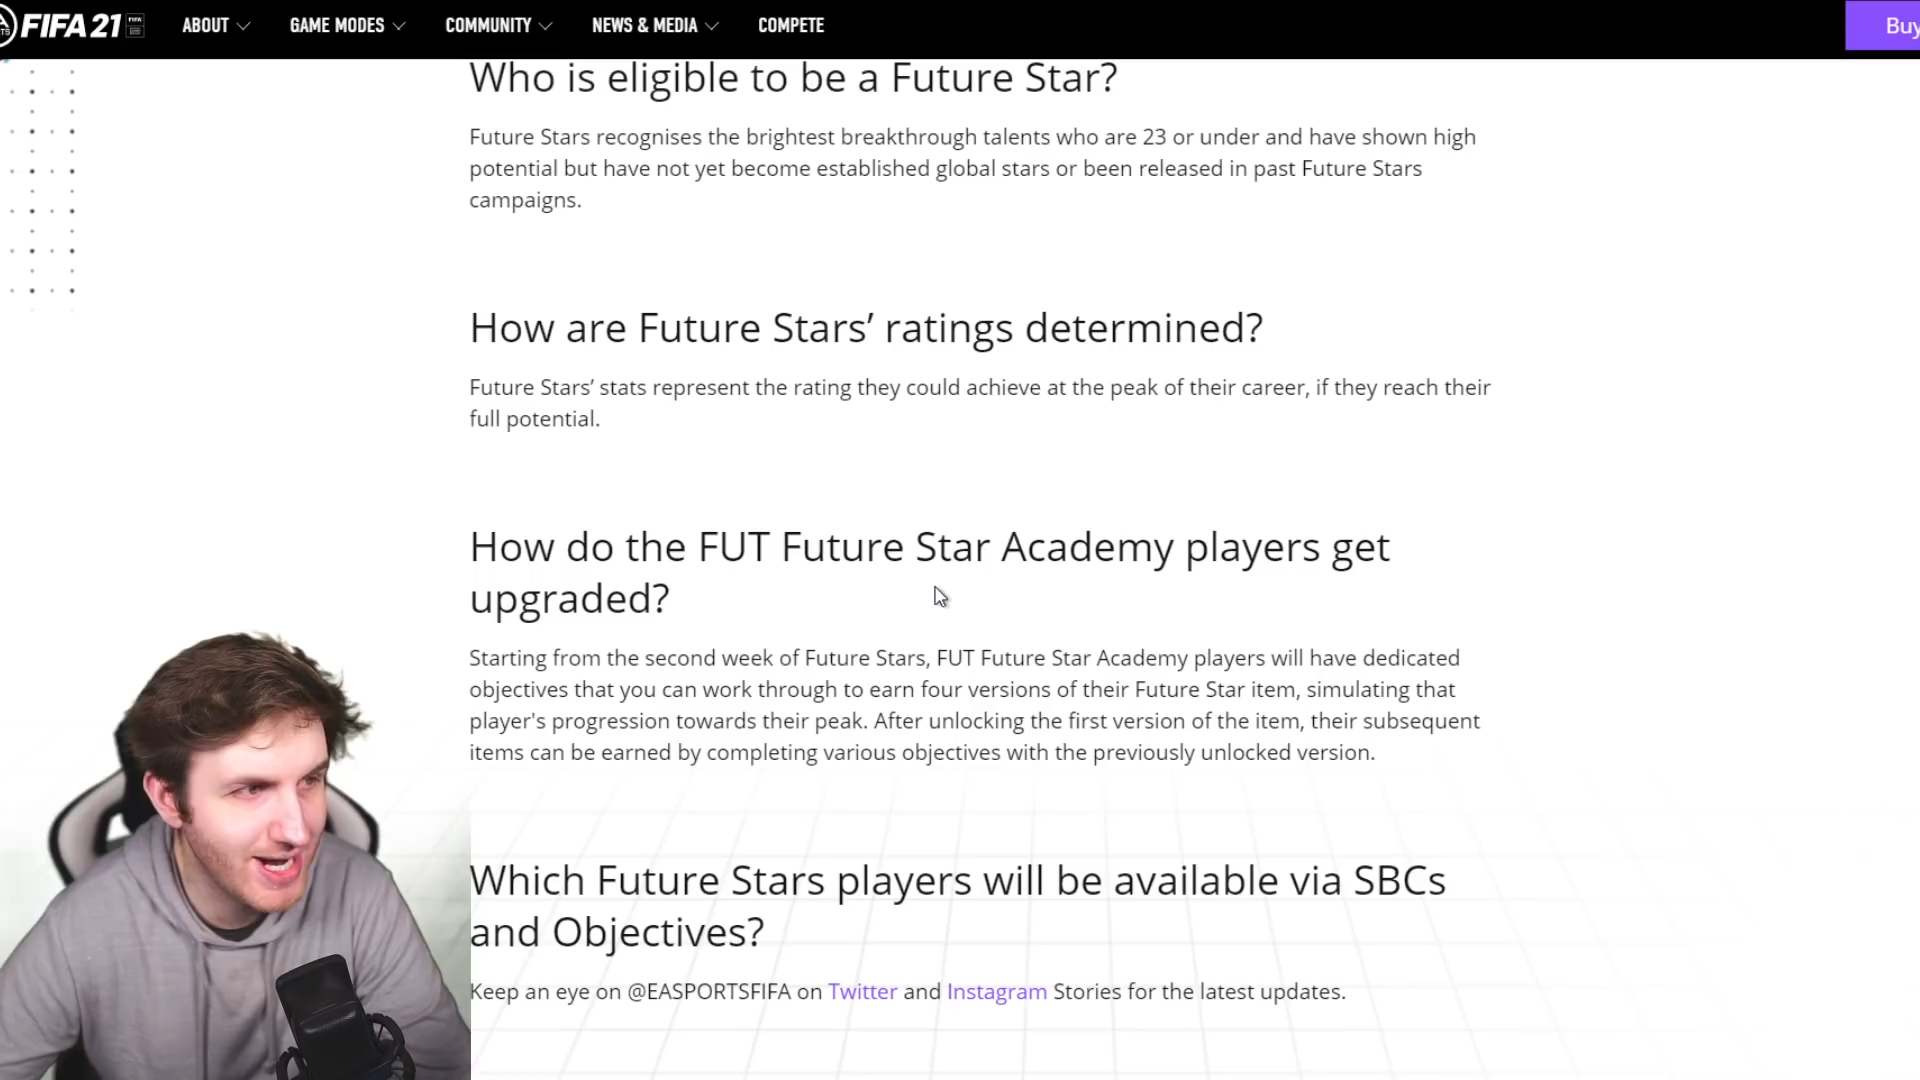 FIFA 21
ABOUT
GAME MODES
COMMUNITY
NEWS & MEDIA
COMPETE
Buy
Who is eligible to be a Future Star?
Future Stars recognises the brightest breakthrough talents who are 23 or under and have shown high
potential but have not yet become established global stars or been released in past Future Stars
campaigns.
How are Future Stars’ ratings determined?
Future Stars’ stats represent the rating they could achieve at the peak of their career, if they reach their
full potential.
How do the FUT Future Star Academy players get
upgraded?
Starting from the second week of Future Stars, FUT Future Star Academy players will have dedicated
objectives that you can work through to earn four versions of their Future Star item, simulating that
player's progression towards their peak. After unlocking the first version of the item, their subsequent
items can be earned by completing various objectives with the previously unlocked version.
Which Future Stars players will be available via SBCs
and Objectives?
Keep an eye on @EASPORTSFIFA on Twitter and Instagram Stories for the latest updates.